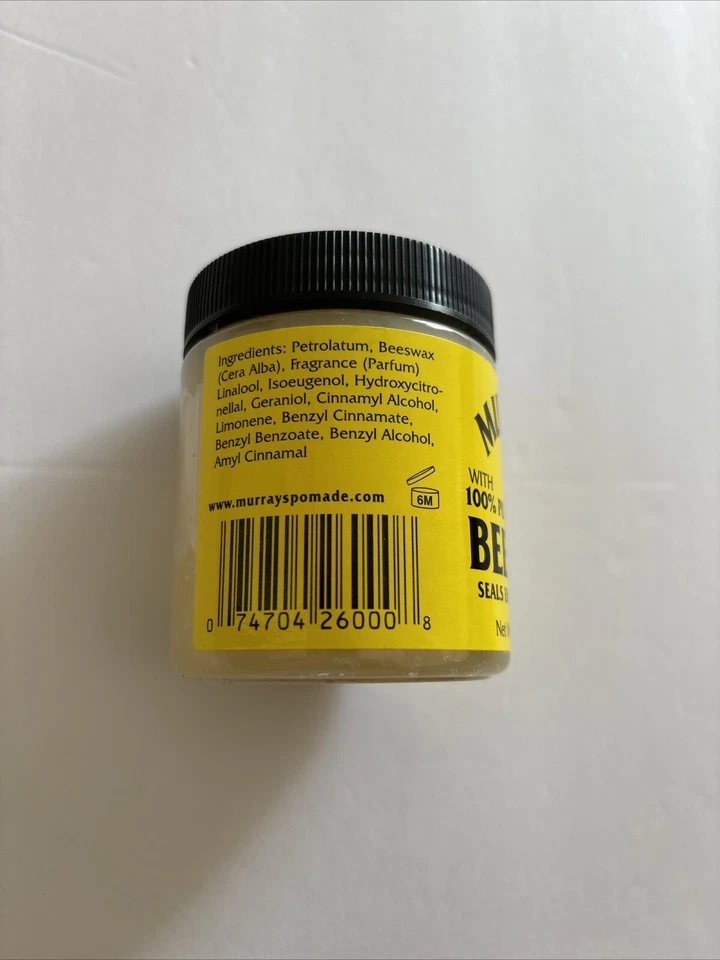 Ingredients: Petrolatum, Beeswax
(Cera Alba), Fragrance (Parfum)
Linalool, Isoeugenol, Hydroxycitro-
nellal, Geraniol, Cinnamyl Alcohol,
Limonene, Benzyl Cinnamate,
Benzyl Benzoate, Benzyl Alcohol,
Amyl Cinnamal
www.murrayspomade.com
6M
0 74704 26000 8
WITH
100%
SEALS